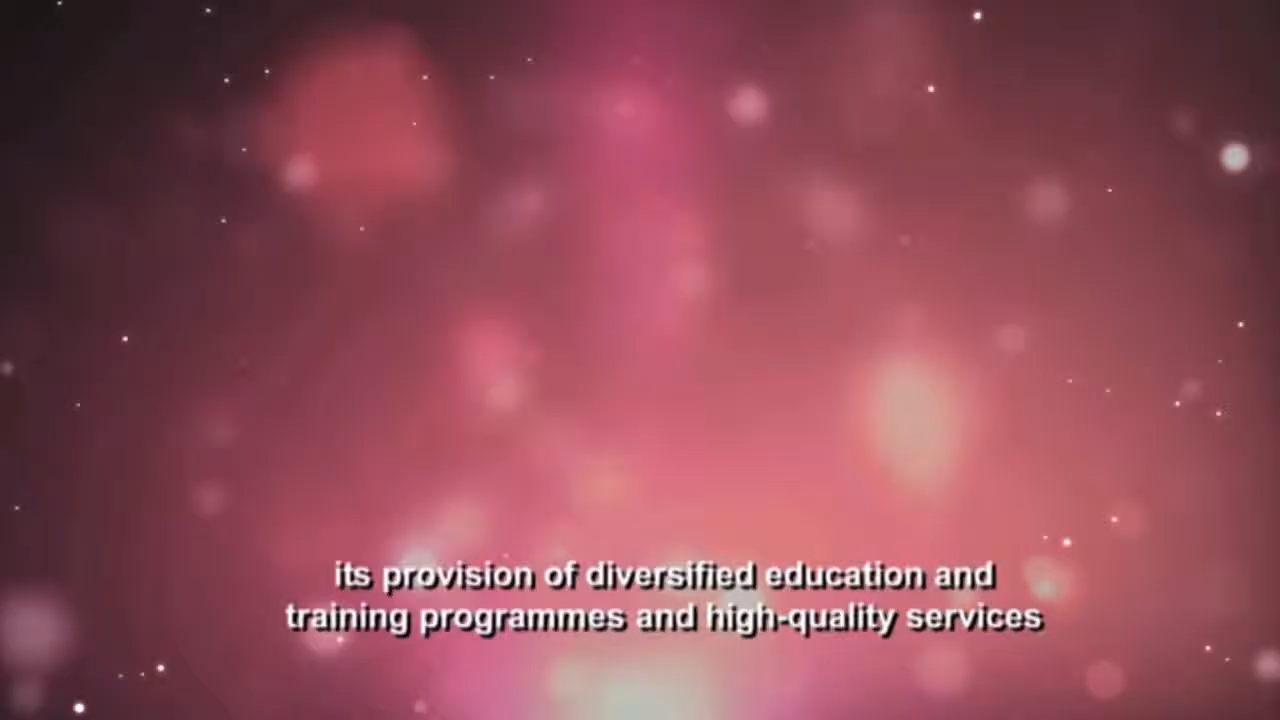 its provision of diversified education and
training programmes and high-quality services